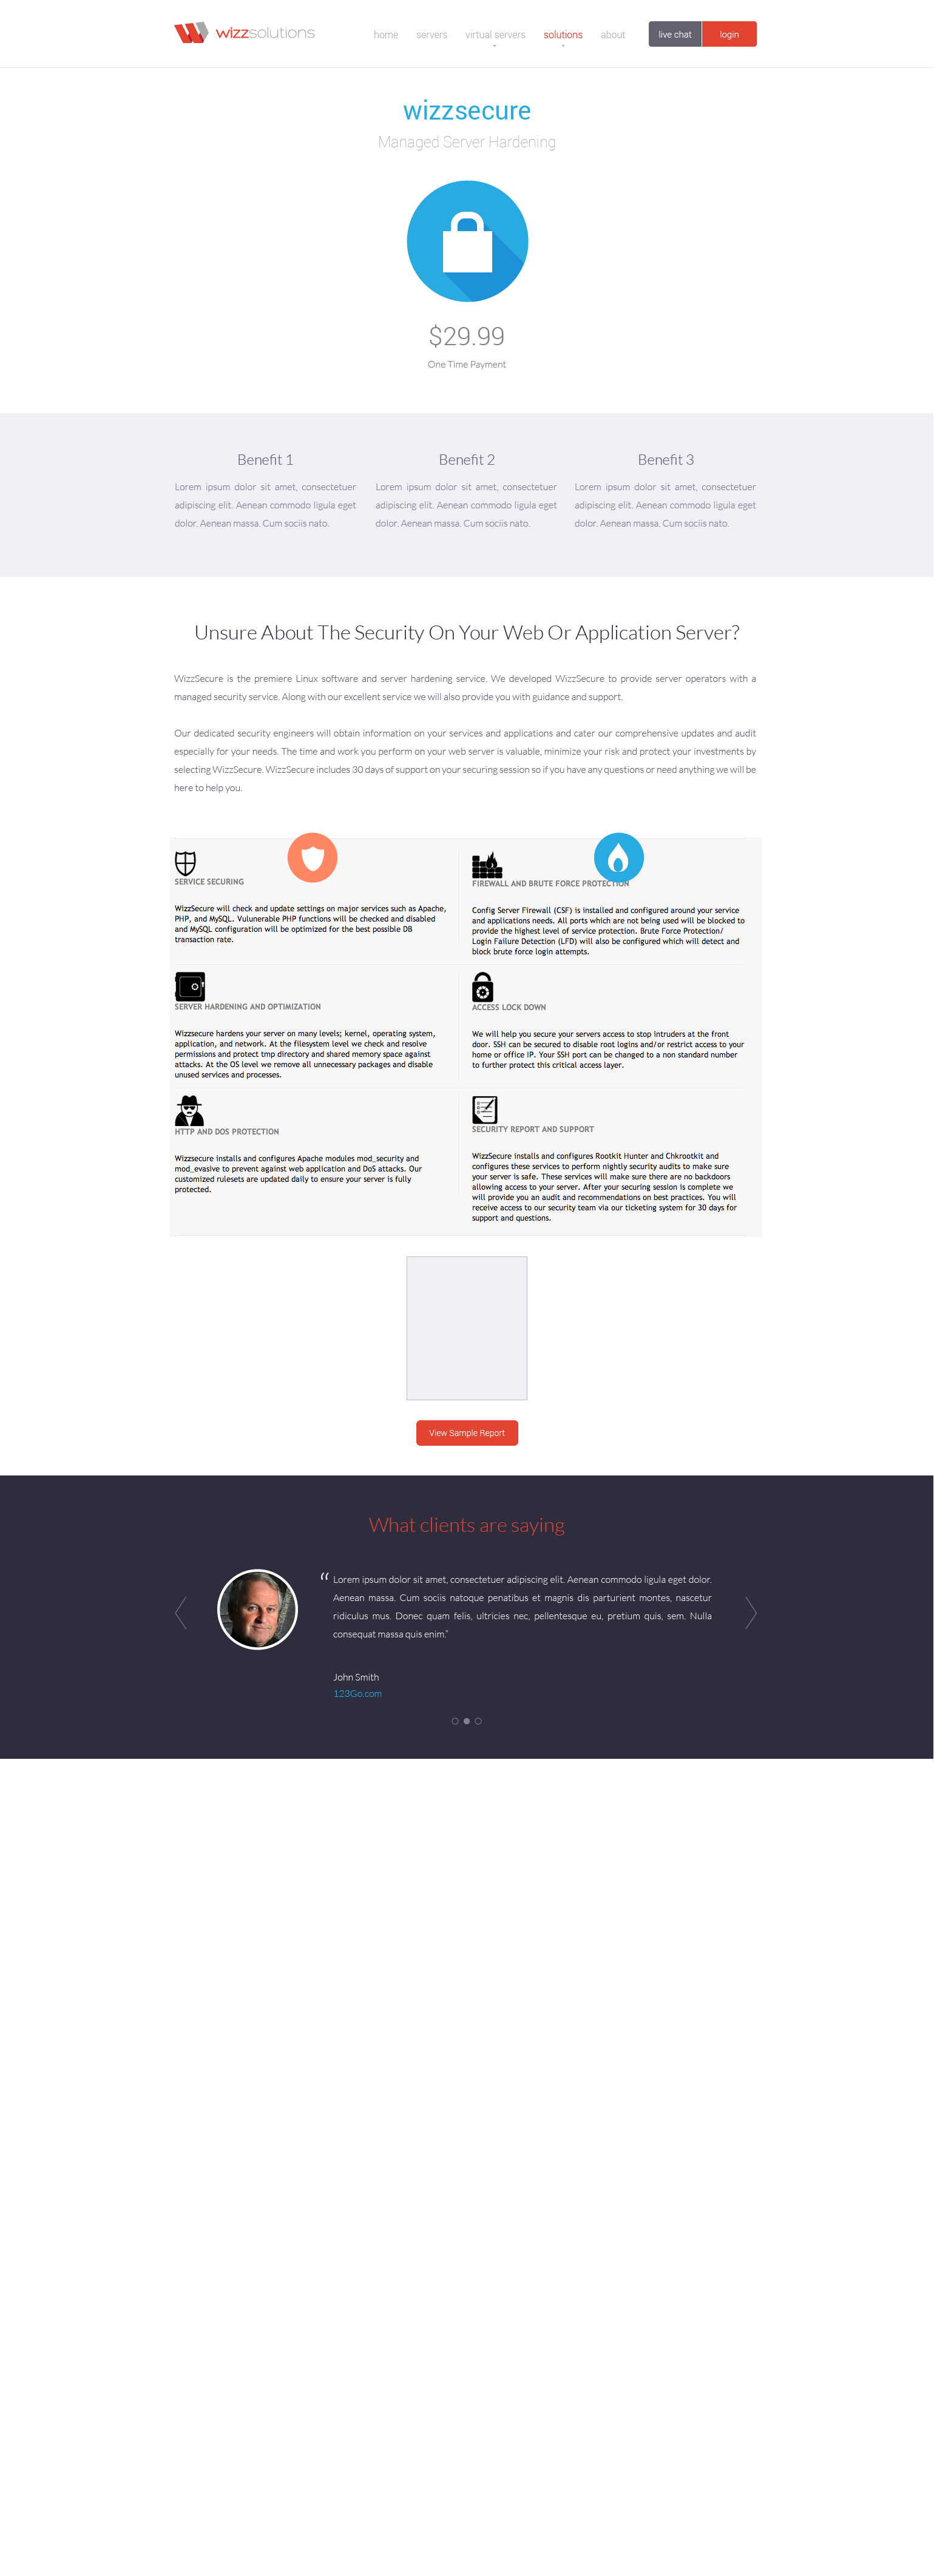 wizzsolutions
home servers virtual servers solutions about live chat login
wizzsecure
Managed Server Hardening
$29.99
One Time Payment
Benefit 1
Lorem ipsum dolor sit amet, consectetuer
adipiscing elit. Aenean commodo ligula eget
dolor. Aenean massa. Cum sociis nato.
Benefit 2
Lorem ipsum dolor sit amet, consectetuer
adipiscing elit. Aenean commodo ligula eget
dolor. Aenean massa. Cum sociis nato.
Benefit 3
Lorem ipsum dolor sit amet, consectetuer
adipiscing elit. Aenean commodo ligula eget
dolor. Aenean massa. Cum sociis nato.
Unsure About The Security On Your Web Or Application Server?
WizzSecure is the premiere Linux software and server hardening service. We developed WizzSecure to provide server operators with a
managed security service. Along with our excellent service we will also provide you with guidance and support.
Our dedicated security engineers will obtain information on your services and applications and cater our comprehensive updates and audit
especially for your needs. The time and work you perform on your web server is valuable, minimize your risk and protect your investments by
selecting WizzSecure. WizzSecure includes 30 days of support on your securing session so if you have any questions or need anything we will be
here to help you.
SERVICE SECURING
WizzSecure will check and update settings on major services such as Apache,
PHP, and MySQL. Vulunerable PHP functions will be checked and disabled
and MySQL configuration will be optimized for the best possible DB
transaction rate.
FIREWALL AND BRUTE FORCE PROTECTION
Config Server Firewall (CSF) is installed and configured around your service
and applications needs. All ports which are not being used will be blocked to
provide the highest level of service protection. Brute Force Protection/
Login Failure Detection (LFD) will also be configured which will detect and
block brute force login attempts.
SERVER HARDENING AND OPTIMIZATION
Wizzsecure hardens your server on many levels; kernel, operating system,
application, and network. At the filesystem level we check and resolve
permissions and protect tmp directory and shared memory space against
attacks. At the OS level we remove all unnecessary packages and disable
unused services and processes.
ACCESS LOCK DOWN
We will help you secure your servers access to stop intruders at the front
door. SSH can be secured to disable root logins and/or restrict access to your
home or office IP. Your SSH port can be changed to a non standard number
to further protect this critical access layer.
HTTP AND DOS PROTECTION
Wizzsecure installs and configures Apache modules mod_security and
mod_evasive to prevent against web application and DoS attacks. Our
customized rulesets are updated daily to ensure your server is fully
protected.
SECURITY REPORT AND SUPPORT
WizzSecure installs and configures Rootkit Hunter and Chkrootkit and
configures these services to perform nightly security audits to make sure
your server is safe. These services will make sure there are no backdoors
allowing access to your server. After your securing session is complete we
will provide you an audit and recommendations on best practices. You will
receive access to our security team via our ticketing system for 30 days for
support and questions.
View Sample Report
What clients are saying
“ Lorem ipsum dolor sit amet, consectetuer adipiscing elit. Aenean commodo ligula eget dolor.
Aenean massa. Cum sociis natoque penatibus et magnis dis parturient montes, nascetur
ridiculus mus. Donec quam felis, ultricies nec, pellentesque eu, pretium quis, sem. Nulla
consequat massa quis enim.”
John Smith
123Go.com